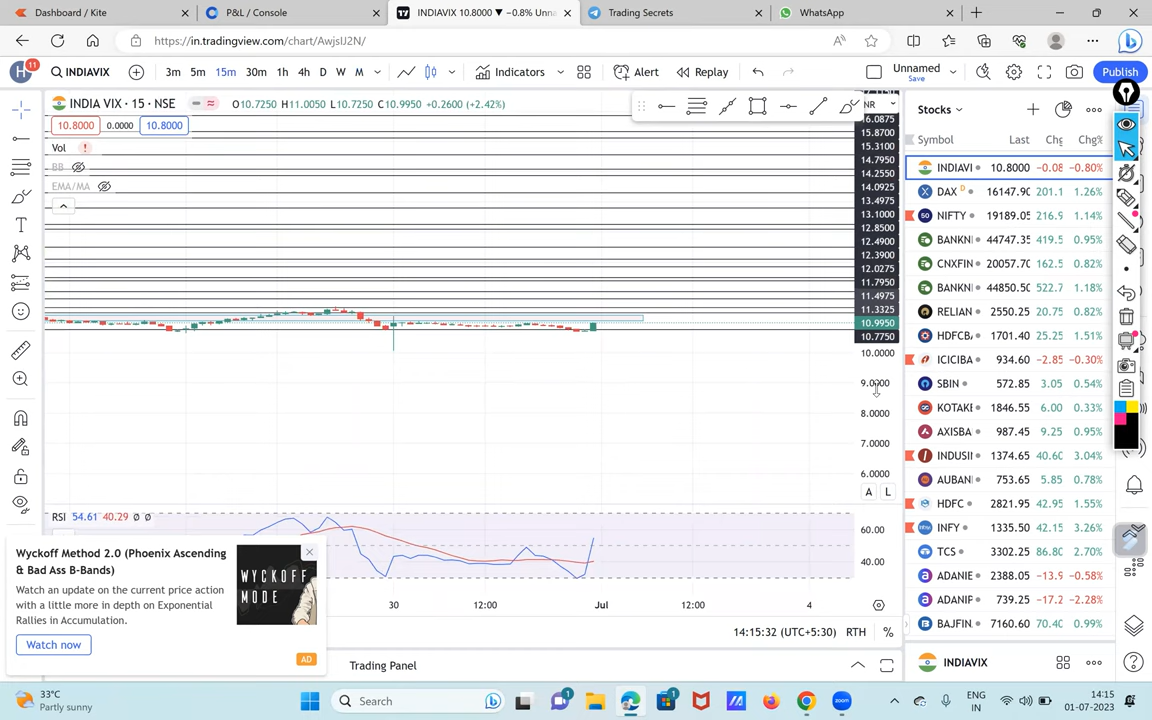 Dashboard / Kite
P&L / Console
INDIAVIX 10.8000 ▼ −0.8% Unna
Trading Secrets
WhatsApp
https://in.tradingview.com/chart/AwjsIJ2N/
H
11
INDIAVIX
3m 5m 15m 30m 1h 4h D W M
Indicators
Alert
Replay
Unnamed
Save
Publish
INDIA VIX · 15 · NSE
O10.7250 H11.0050 L10.7250 C10.9950 +0.2600 (+2.42%)
10.8000 0.0000 10.8000
Vol
BB
EMA/MA
NR
16.0875
15.8700
15.3100
14.7950
14.2550
14.0925
13.4975
13.1000
12.8500
12.4900
12.3900
12.0275
11.7950
11.4975
11.3325
10.9950
10.7750
10.0000
9.0000
8.0000
7.0000
6.0000
A L
RSI 54.61 40.29 Ø Ø
60.00
40.00
30 12:00 Jul 12:00 4
14:15:32 (UTC+5:30) RTH %
Trading Panel
Wyckoff Method 2.0 (Phoenix Ascending
& Bad Ass B-Bands)
Watch an update on the current price action
with a little more in depth on Exponential
Rallies in Accumulation.
Watch now
WYCKOFF
MODE
AD
Stocks
Symbol Last Chg Chg%
INDIAVI 10.8000 −0.08 −0.80%
DAX D 16147.90 201.1 1.26%
50 NIFTY 19189.05 216.9 1.14%
BANKN 44747.35 419.5 0.95%
CNXFIN 20057.70 162.5 0.82%
BANKN 44850.50 522.7 1.18%
RELIAN 2550.25 20.75 0.82%
HDFCB 1701.40 25.25 1.51%
ICICIBA 934.60 −2.85 −0.30%
SBIN 572.85 3.05 0.54%
KOTAKE 1846.55 6.00 0.33%
AXISBA 987.45 9.25 0.95%
INDUSI 1374.65 40.60 3.04%
AUBAN 753.65 5.85 0.78%
HDFC 2821.95 42.95 1.55%
INFY 1335.50 42.15 3.26%
TCS 3302.25 86.80 2.70%
ADANIE 2388.05 −13.9 −0.58%
ADANIP 739.25 −17.2 −2.28%
BAJFIN 7160.60 70.40 0.99%
INDIAVIX
33°C
Partly sunny
Search
1
1
zoom
ENG
IN
14:15
01-07-2023